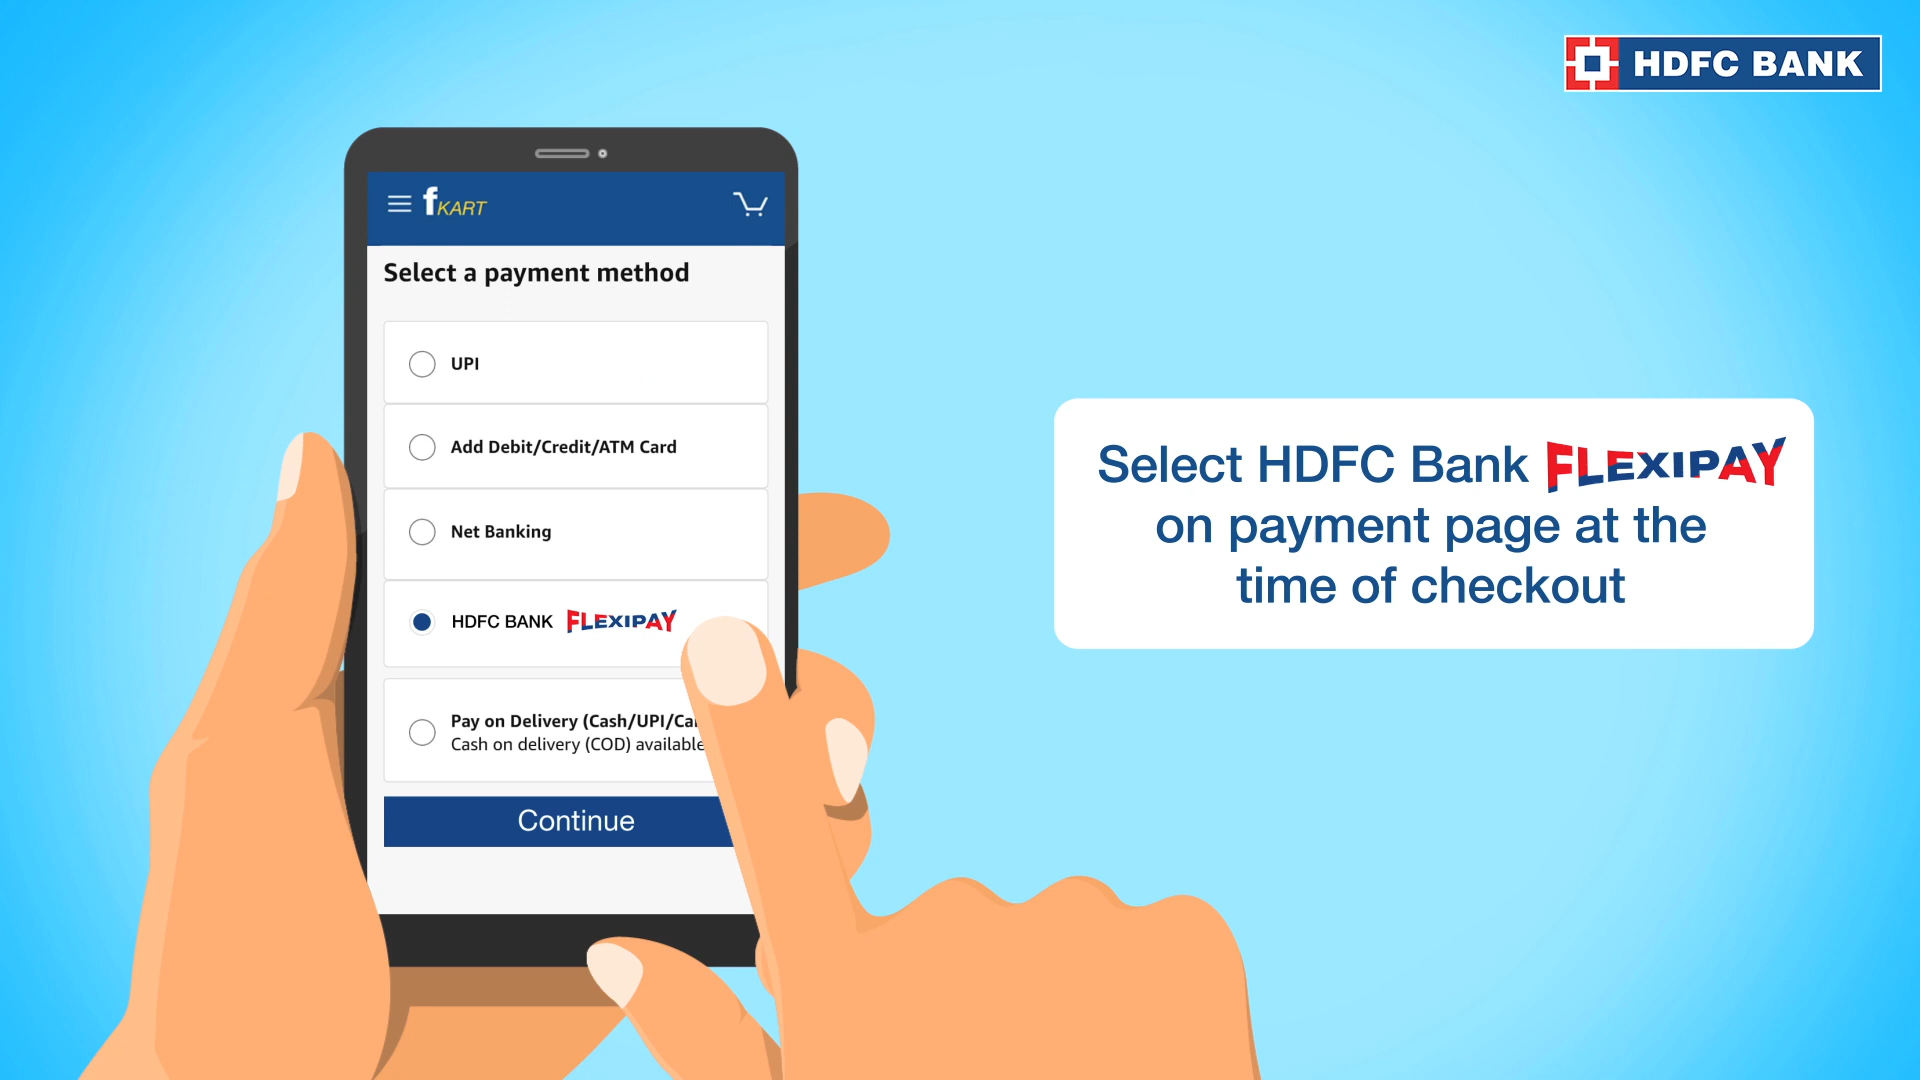 HDFC BANK
fKART
Select a payment method
UPI
Add Debit/Credit/ATM Card
Net Banking
HDFC BANK FLEXIPAY
Pay on Delivery (Cash/UPI/
Cash on delivery (COD) available
Continue
Select HDFC Bank FLEXIPAY
on payment page at the
time of checkout